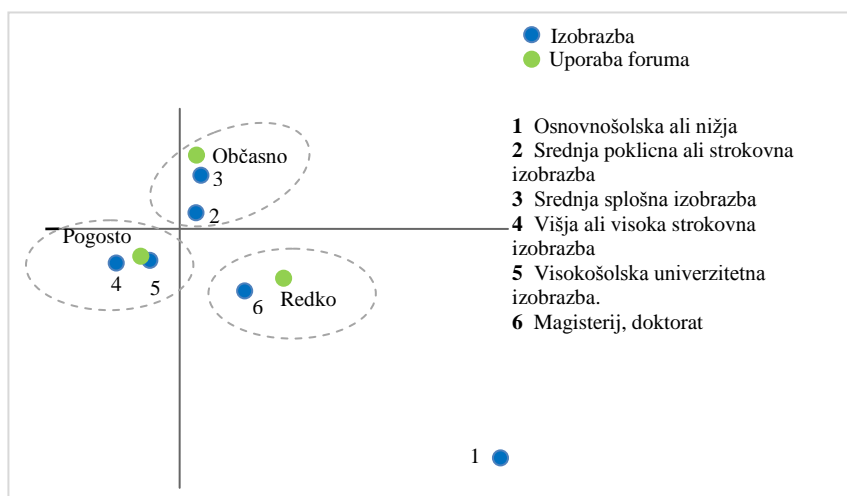 Izobrazba
Uporaba foruma
1 Osnovnošolska ali nižja
2 Srednja poklicna ali strokovna
izobrazba
3 Srednja splošna izobrazba
4 Višja ali visoka strokovna
izobrazba
5 Visokošolska univerzitetna
izobrazba.
6 Magisterij, doktorat
Občasno
3
2
Pogosto
4
5
Redko
6
1